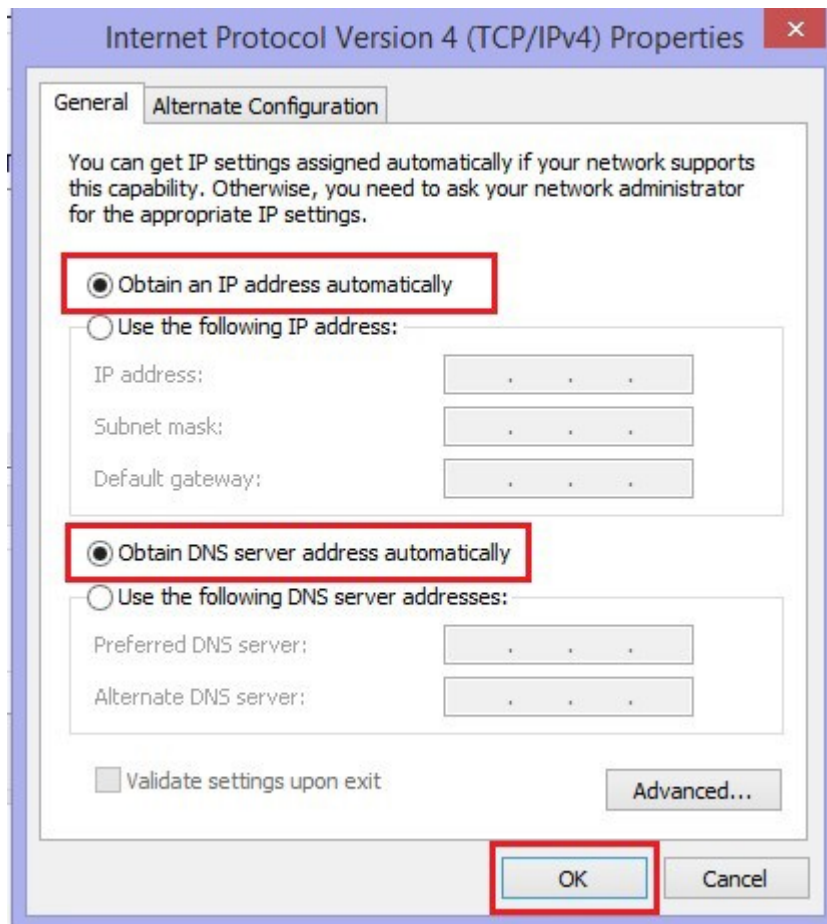 Internet Protocol Version 4 (TCP/IPv4) Properties
General
Alternate Configuration
You can get IP settings assigned automatically if your network supports
this capability. Otherwise, you need to ask your network administrator
for the appropriate IP settings.
Obtain an IP address automatically
Use the following IP address:
IP address:
Subnet mask:
Default gateway:
Obtain DNS server address automatically
Use the following DNS server addresses:
Preferred DNS server:
Alternate DNS server:
Validate settings upon exit
Advanced...
OK
Cancel